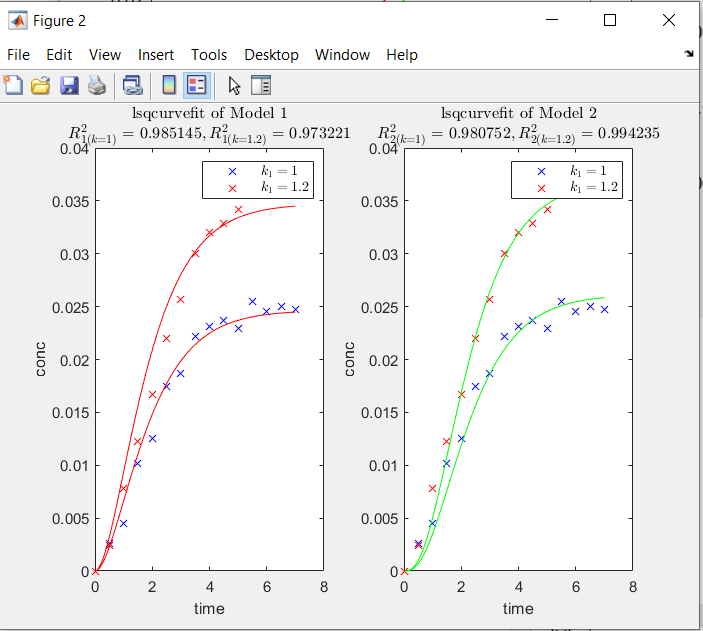 Figure 2
File Edit View Insert Tools Desktop Window Help
lsqcurvefit of Model 1
R²₁₍ₖ₌₁₎ = 0.985145, R²₁₍ₖ₌₁.₂₎ = 0.973221
0.04
0.035
0.03
0.025
0.02
0.015
0.01
0.005
0
conc
0 2 4 6 8
time
k₁ = 1
k₁ = 1.2
lsqcurvefit of Model 2
R²₂₍ₖ₌₁₎ = 0.980752, R²₂₍ₖ₌₁.₂₎ = 0.994235
0.04
0.035
0.03
0.025
0.02
0.015
0.01
0.005
0
conc
0 2 4 6 8
time
k₁ = 1
k₁ = 1.2